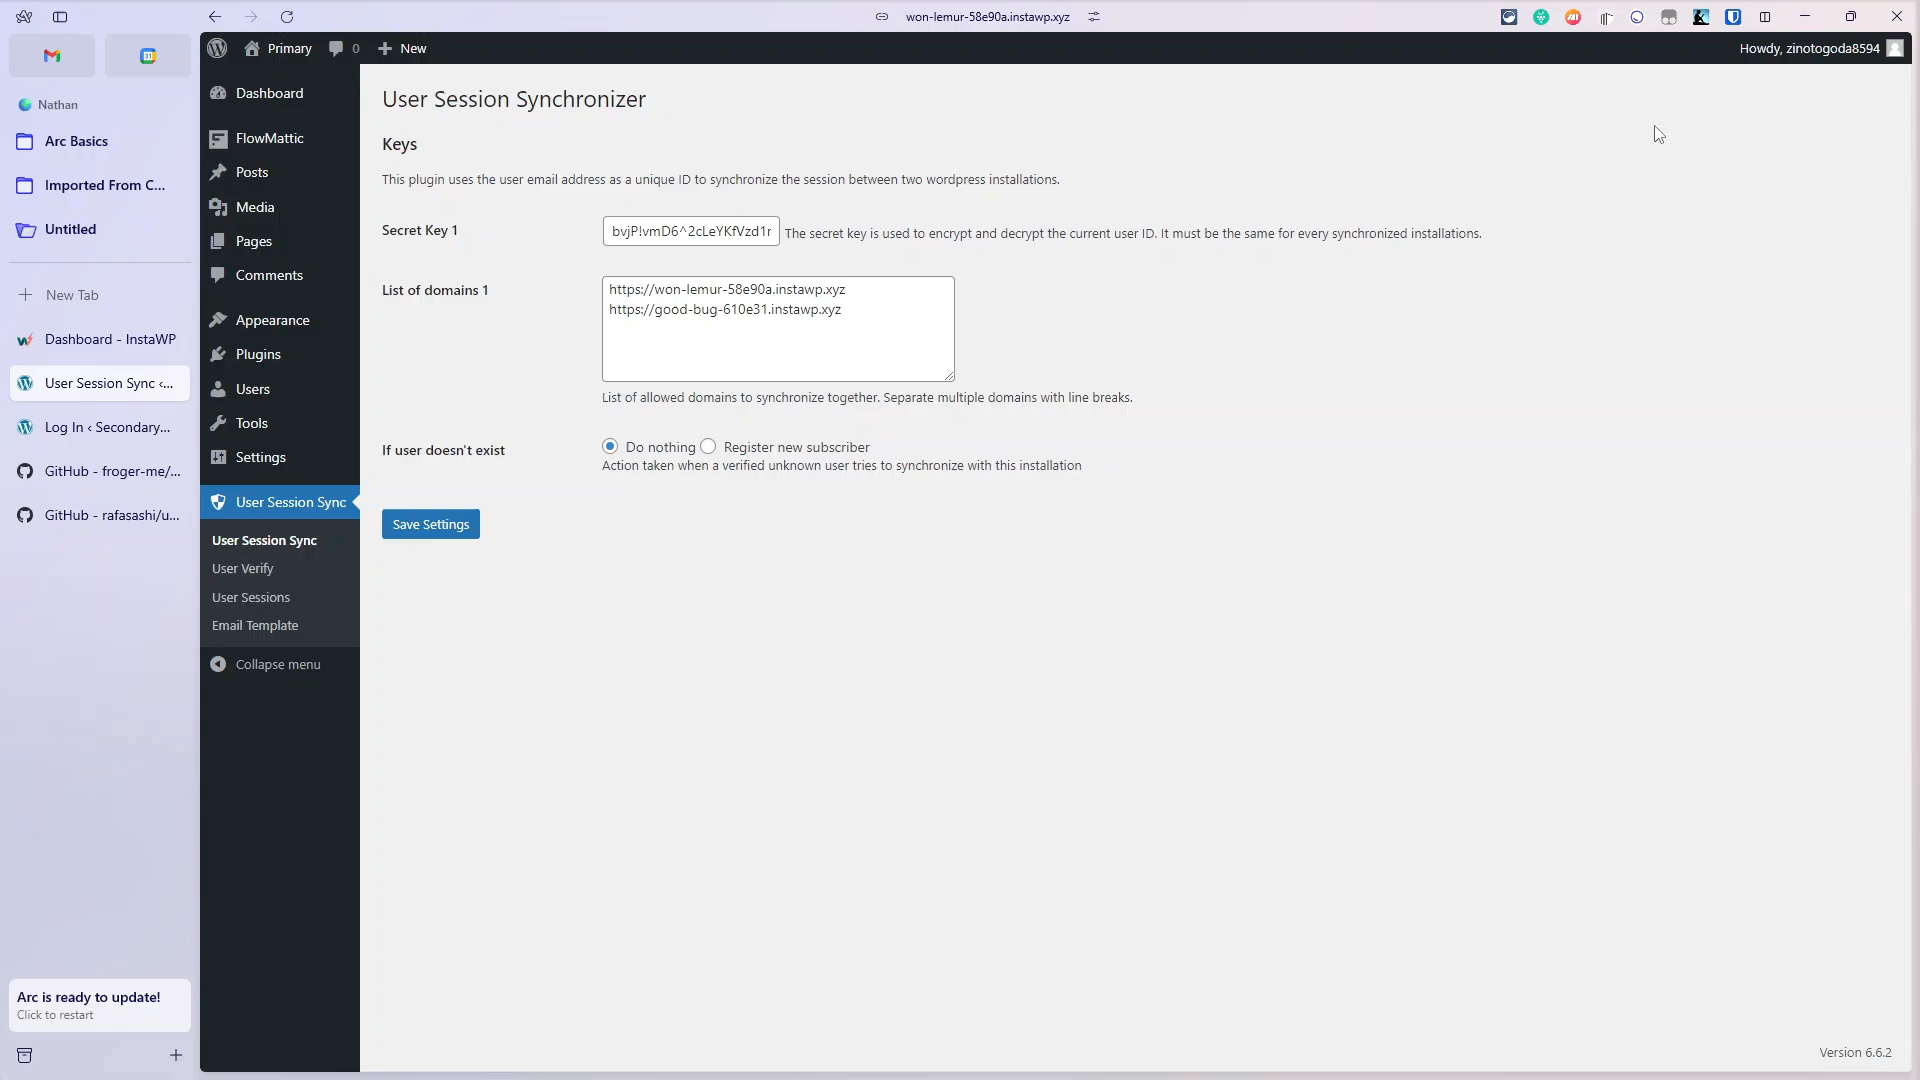 won-lemur-58e90a.instawp.xyz
Primary
0
New
Howdy, zinotogoda8594
Nathan
Arc Basics
Imported From C...
Untitled
New Tab
Dashboard - InstaWP
User Session Sync ‹...
Log In ‹ Secondary...
GitHub - froger-me/...
GitHub - rafasashi/u...
Arc is ready to update!
Click to restart
Dashboard
FlowMattic
Posts
Media
Pages
Comments
Appearance
Plugins
Users
Tools
Settings
User Session Sync
User Session Sync
User Verify
User Sessions
Email Template
Collapse menu
User Session Synchronizer
Keys
This plugin uses the user email address as a unique ID to synchronize the session between two wordpress installations.
Secret Key 1
bvjP!vmD6^2cLeYKfVzd1r
The secret key is used to encrypt and decrypt the current user ID. It must be the same for every synchronized installations.
List of domains 1
https://won-lemur-58e90a.instawp.xyz
https://good-bug-610e31.instawp.xyz
List of allowed domains to synchronize together. Separate multiple domains with line breaks.
If user doesn't exist
Do nothing
Register new subscriber
Action taken when a verified unknown user tries to synchronize with this installation
Save Settings
Version 6.6.2